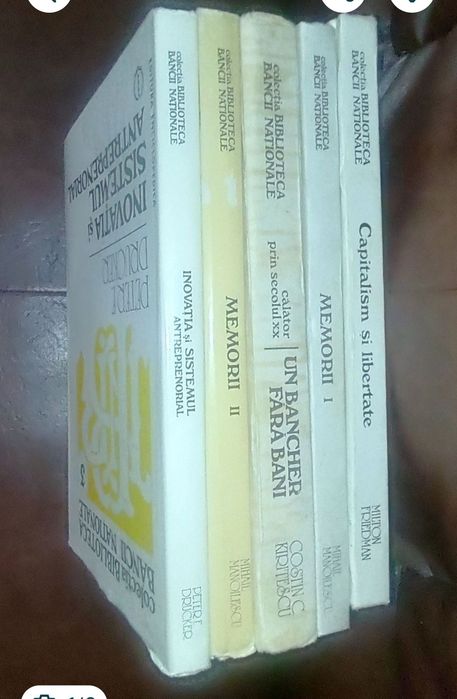 EDITURA ENCICLOPEDICĂ
INOVAȚIA și
SISTEMUL
ANTREPRENORIAL
PETER F.
DRUCKER
3
colecția BIBLIOTECA
BĂNCII NAȚIONALE
colecția BIBLIOTECA
BĂNCII NAȚIONALE
INOVAȚIA și SISTEMUL
ANTREPRENORIAL
PETER F.
DRUCKER
colecția BIBLIOTECA
BĂNCII NAȚIONALE
MEMORII II
MIHAIL
MANOILESCU
colecția BIBLIOTECA
BĂNCII NAȚIONALE
călător
prin secolul xx
UN BANCHER
FĂRĂ BANI
COSTIN C.
KIRIȚESCU
colecția BIBLIOTECA
BĂNCII NAȚIONALE
MEMORII I
MIHAIL
MANOILESCU
colecția BIBLIOTECA
BĂNCII NAȚIONALE
Capitalism și libertate
MILTON
FRIEDMAN